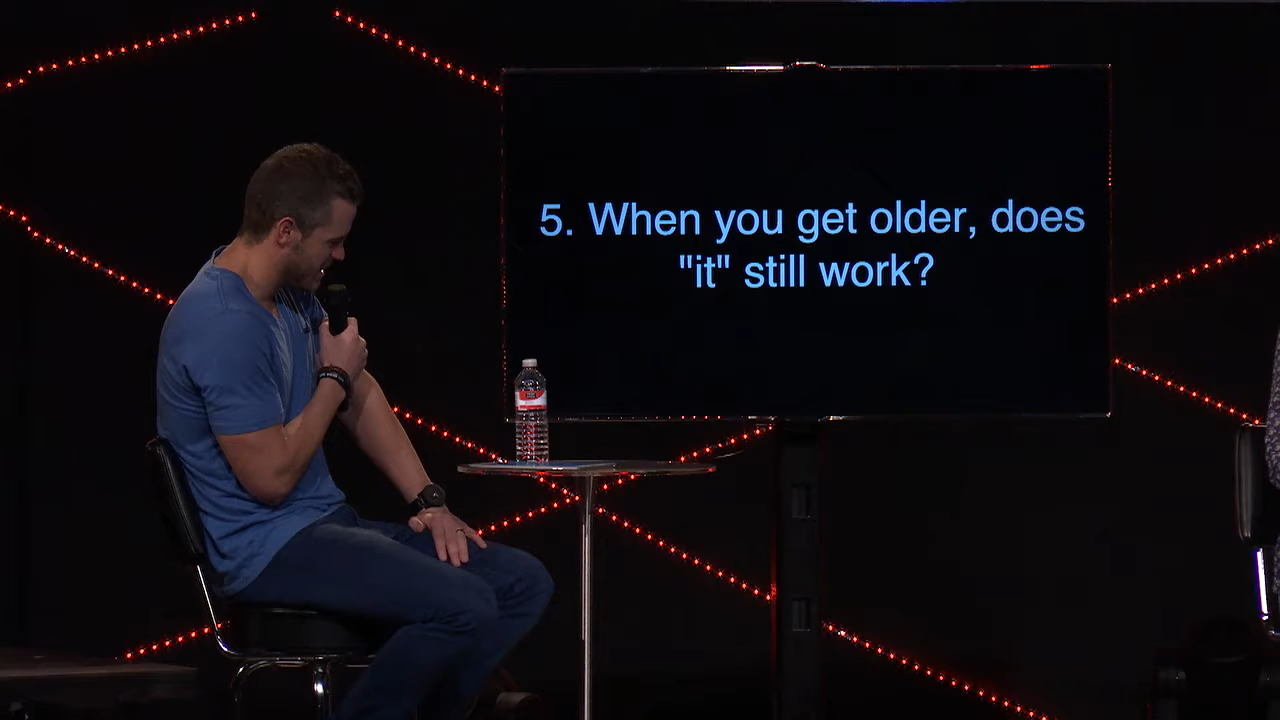 5. When you get older, does
"it" still work?